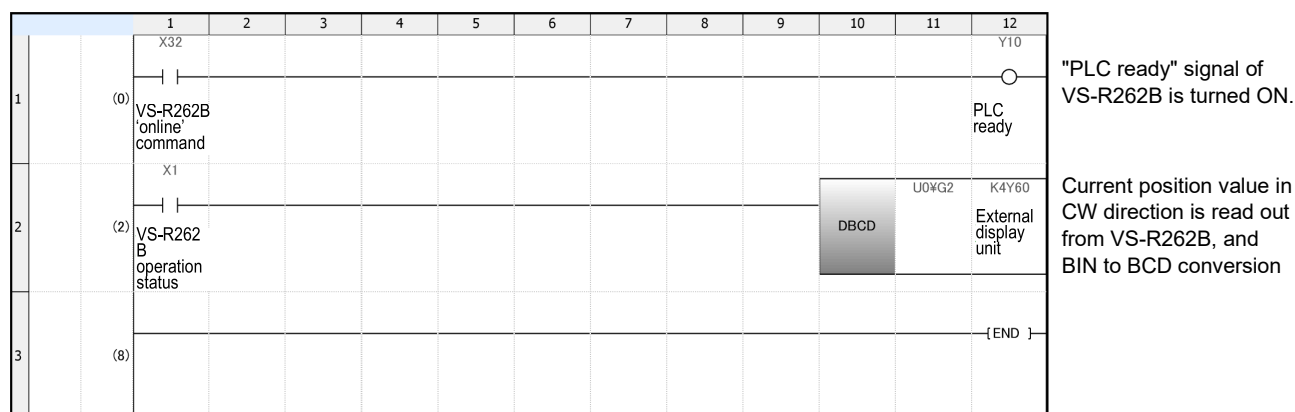 1 2 3 4 5 6 7 8 9 10 11 12
X32 Y10
1 (0)
VS-R262B
‘online’
command
PLC
ready
"PLC ready" signal of
VS-R262B is turned ON.
X1 U0¥G2 K4Y60
2 (2)
VS-R262
B
operation
status
DBCD
External
display
unit
Current position value in
CW direction is read out
from VS-R262B, and
BIN to BCD conversion
3 (8)
[END ]